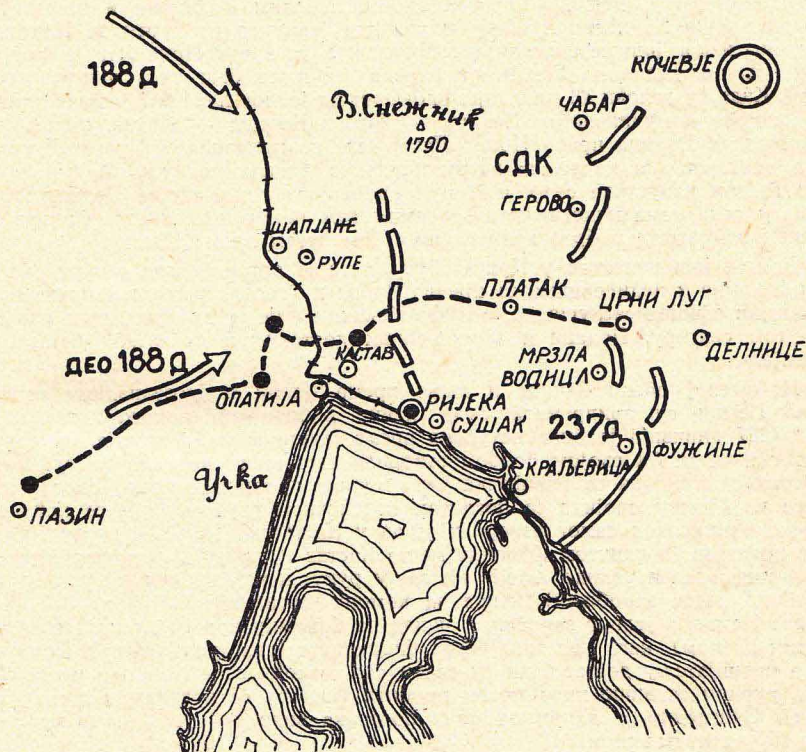 188 д
В. Снежник
1790
КОЧЕВЈЕ
ЧАБАР
СДК
ГЕРОВО
ШАПЈАНЕ
РУПЕ
ПЛАТАК
ЦРНИ ЛУГ
ДЕЛНИЦЕ
МРЗЛА
ВОДИЦА
ДЕО 188 д
КАСТАВ
ОПАТИЈА
РИЈЕКА
СУШАК
237д
ФУЖИНЕ
КРАЉЕВИЦА
Учка
ПАЗИН